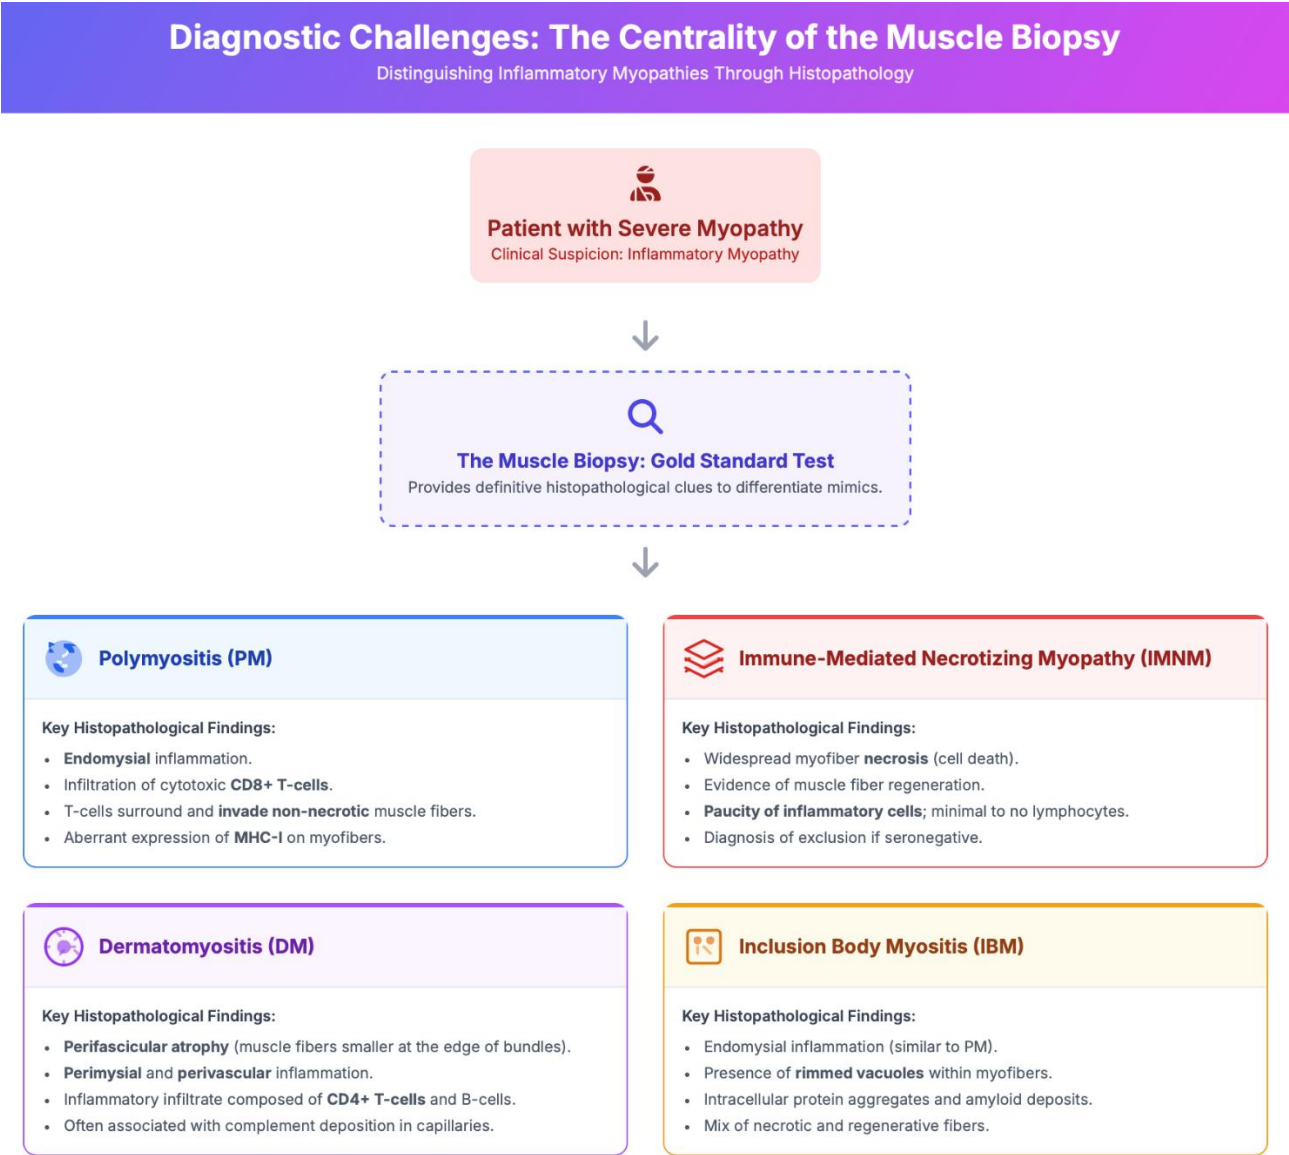 Diagnostic Challenges: The Centrality of the Muscle Biopsy
Distinguishing Inflammatory Myopathies Through Histopathology
Patient with Severe Myopathy
Clinical Suspicion: Inflammatory Myopathy
The Muscle Biopsy: Gold Standard Test
Provides definitive histopathological clues to differentiate mimics.
Polymyositis (PM)
Key Histopathological Findings:
• Endomysial inflammation.
• Infiltration of cytotoxic CD8+ T-cells.
• T-cells surround and invade non-necrotic muscle fibers.
• Aberrant expression of MHC-I on myofibers.
Immune-Mediated Necrotizing Myopathy (IMNM)
Key Histopathological Findings:
• Widespread myofiber necrosis (cell death).
• Evidence of muscle fiber regeneration.
• Paucity of inflammatory cells; minimal to no lymphocytes.
• Diagnosis of exclusion if seronegative.
Dermatomyositis (DM)
Key Histopathological Findings:
• Perifascicular atrophy (muscle fibers smaller at the edge of bundles).
• Perimysial and perivascular inflammation.
• Inflammatory infiltrate composed of CD4+ T-cells and B-cells.
• Often associated with complement deposition in capillaries.
Inclusion Body Myositis (IBM)
Key Histopathological Findings:
• Endomysial inflammation (similar to PM).
• Presence of rimmed vacuoles within myofibers.
• Intracellular protein aggregates and amyloid deposits.
• Mix of necrotic and regenerative fibers.